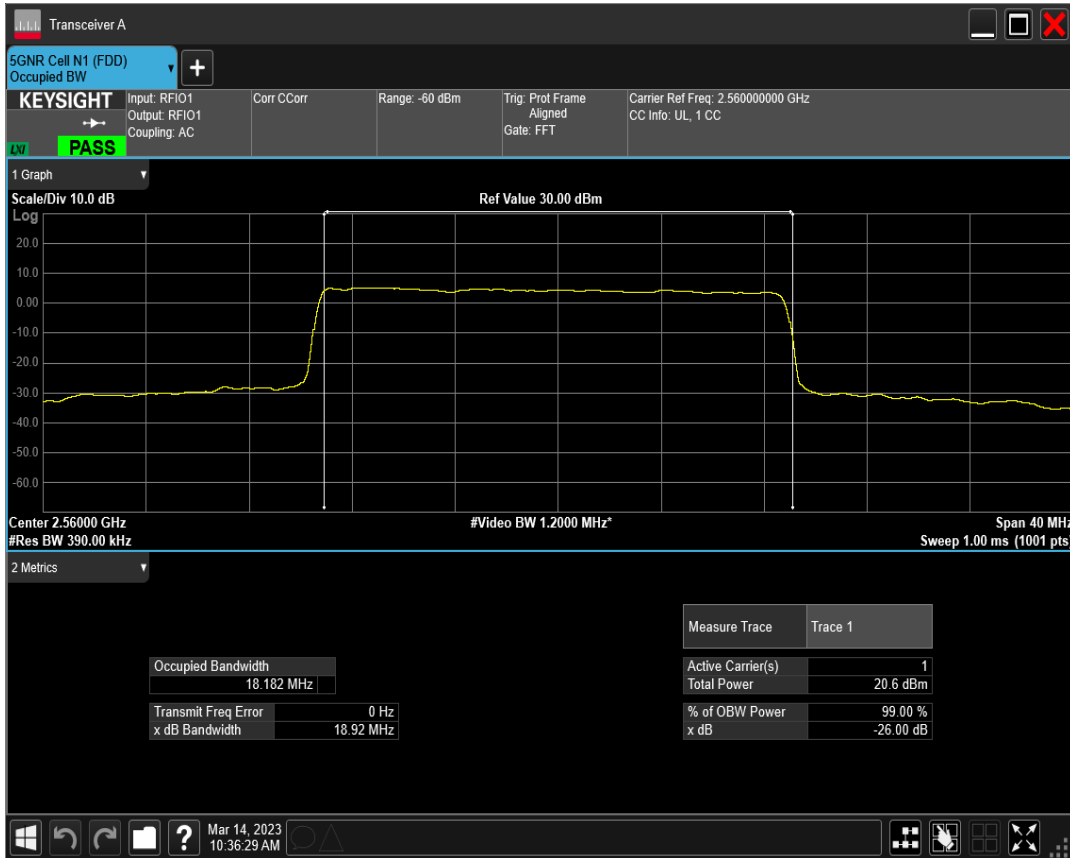 Transceiver A
5GNR Cell N1 (FDD)
Occupied BW
+
KEYSIGHT
LXI
PASS
Input: RFIO1
Output: RFIO1
Coupling: AC
Corr CCorr
Range: -60 dBm
Trig: Prot Frame
Aligned
Gate: FFT
Carrier Ref Freq: 2.560000000 GHz
CC Info: UL, 1 CC
1 Graph
Scale/Div 10.0 dB
Ref Value 30.00 dBm
Log
20.0
10.0
0.00
-10.0
-20.0
-30.0
-40.0
-50.0
-60.0
Center 2.56000 GHz
#Video BW 1.2000 MHz*
Span 40 MHz
#Res BW 390.00 kHz
Sweep 1.00 ms (1001 pts)
2 Metrics
Measure Trace Trace 1
Occupied Bandwidth
18.182 MHz
Transmit Freq Error 0 Hz
x dB Bandwidth 18.92 MHz
Active Carrier(s) 1
Total Power 20.6 dBm
% of OBW Power 99.00 %
x dB -26.00 dB
?
Mar 14, 2023
10:36:29 AM